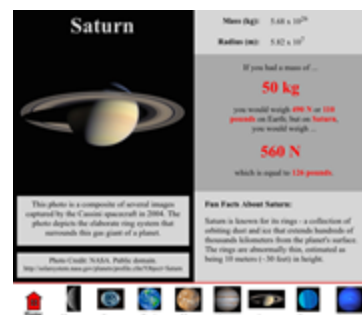 Saturn
Mass (kg): 5.68 x 10²⁶
Radius (m): 5.82 x 10⁷
If you had a mass of ...
50 kg
you would weigh 490 N or 110
pounds on Earth, but on Saturn,
you would weigh ...
560 N
which is equal to 126 pounds.
This photo is a composite of several images
captured by the Cassini spacecraft in 2004. The
photo depicts the elaborate ring system
surrounding this gas giant of a planet.
Photo Credit: NASA. Public domain.
Fun Facts About Saturn:
Saturn is known for its rings - a collection of
orbiting dust and ice that extends hundreds of
thousands kilometers from the planet's surface.
The rings are abnormally thin, estimated as
being 10 meters (~30 feet) in height.